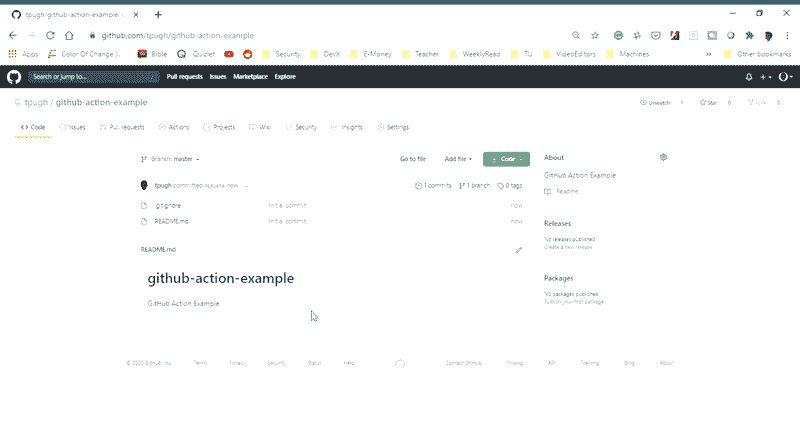 tpugh/github-action-example
github.com/tpugh/github-action-example
Apps Color Of Change J... Bible Quizlet Security DevX E-Money Teacher WeeklyRead TU VideoEditors Machines » Other bookmarks
Search or jump to... / Pull requests Issues Marketplace Explore
tpugh / github-action-example Unwatch 1 Star 0 0
Code Issues Pull requests Actions Projects Wiki Security Insights Settings
Branch: master Go to file Add file Code About
tpugh committed now ... 1 commits 1 branch 0 tags GitHub Action Example
.gitignore Initial commit now Readme
README.md Initial commit now
Releases
No releases published
README.md Create a new release
github-action-example Packages
No packages published
GitHub Action Example Publish your first package
© 2020 GitHub, Inc. Terms Privacy Security Status Help Contact GitHub Pricing API Training Blog About